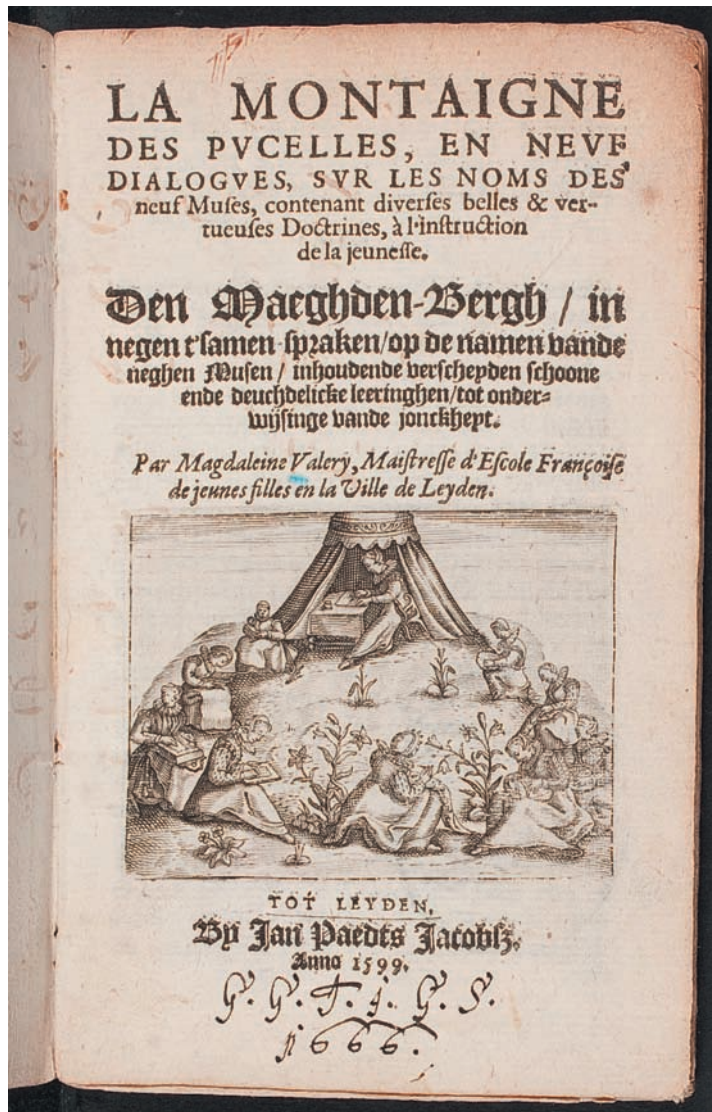 LA MONTAIGNE
DES PVCELLES, EN NEVF
DIALOGVES, SVR LES NOMS DES
neuf Muſes, contenant diverſes belles & ver-
tueuſes Doctrines, à l'inſtruction
de la jeuneſſe.
Den Maeghden-Bergh / in
negen t'ſamen-ſpraken/op de namen vande
neghen Muſen / inhoudende verſcheyden ſchoone
ende deuchdelicke leeringhen/tot onder=
wijſinge vande jonckheyt.
Par Magdaleine Valery, Maiſtreſſe d'Eſcole Françoiſe
de jeunes filles en la Ville de Leyden.
TOT LEYDEN,
By Jan Paedts Jacobſz.
Anno 1599.
G. G. T. j. G. S.
1666.